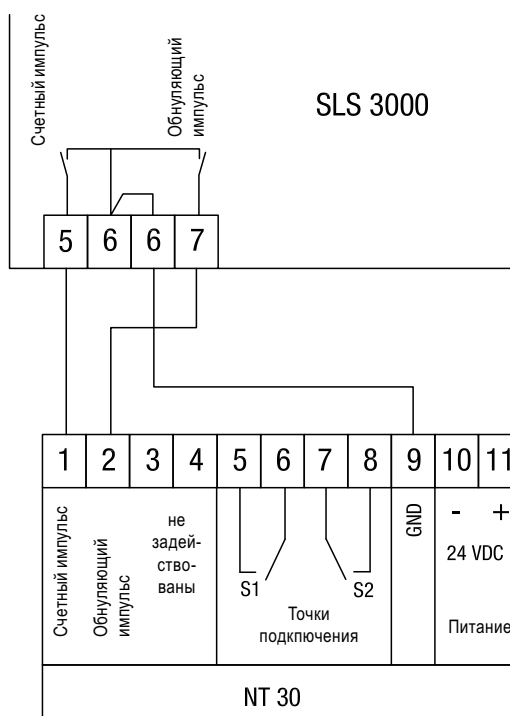 Счетный импульс
Обнуляющий
импульс
SLS 3000
5 6 6 7
1 2 3 4 5 6 7 8 9 10 11
Счетный импульс
Обнуляющий
импульс
не
задей-
ство-
ваны
S1
S2
Точки
подкпючения
GND
- +
24 VDC
Питание
NT 30